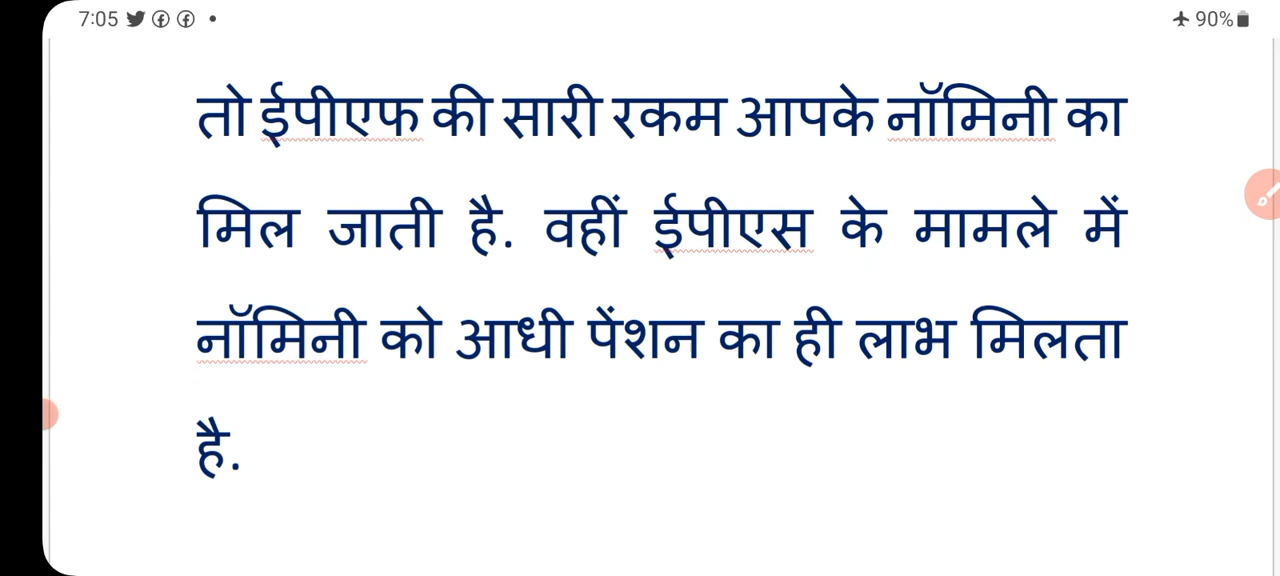 7:05
90%
तो ईपीएफ की सारी रकम आपके नॉमिनी का
मिल जाती है. वहीं ईपीएस के मामले में
नॉमिनी को आधी पेंशन का ही लाभ मिलता
है.